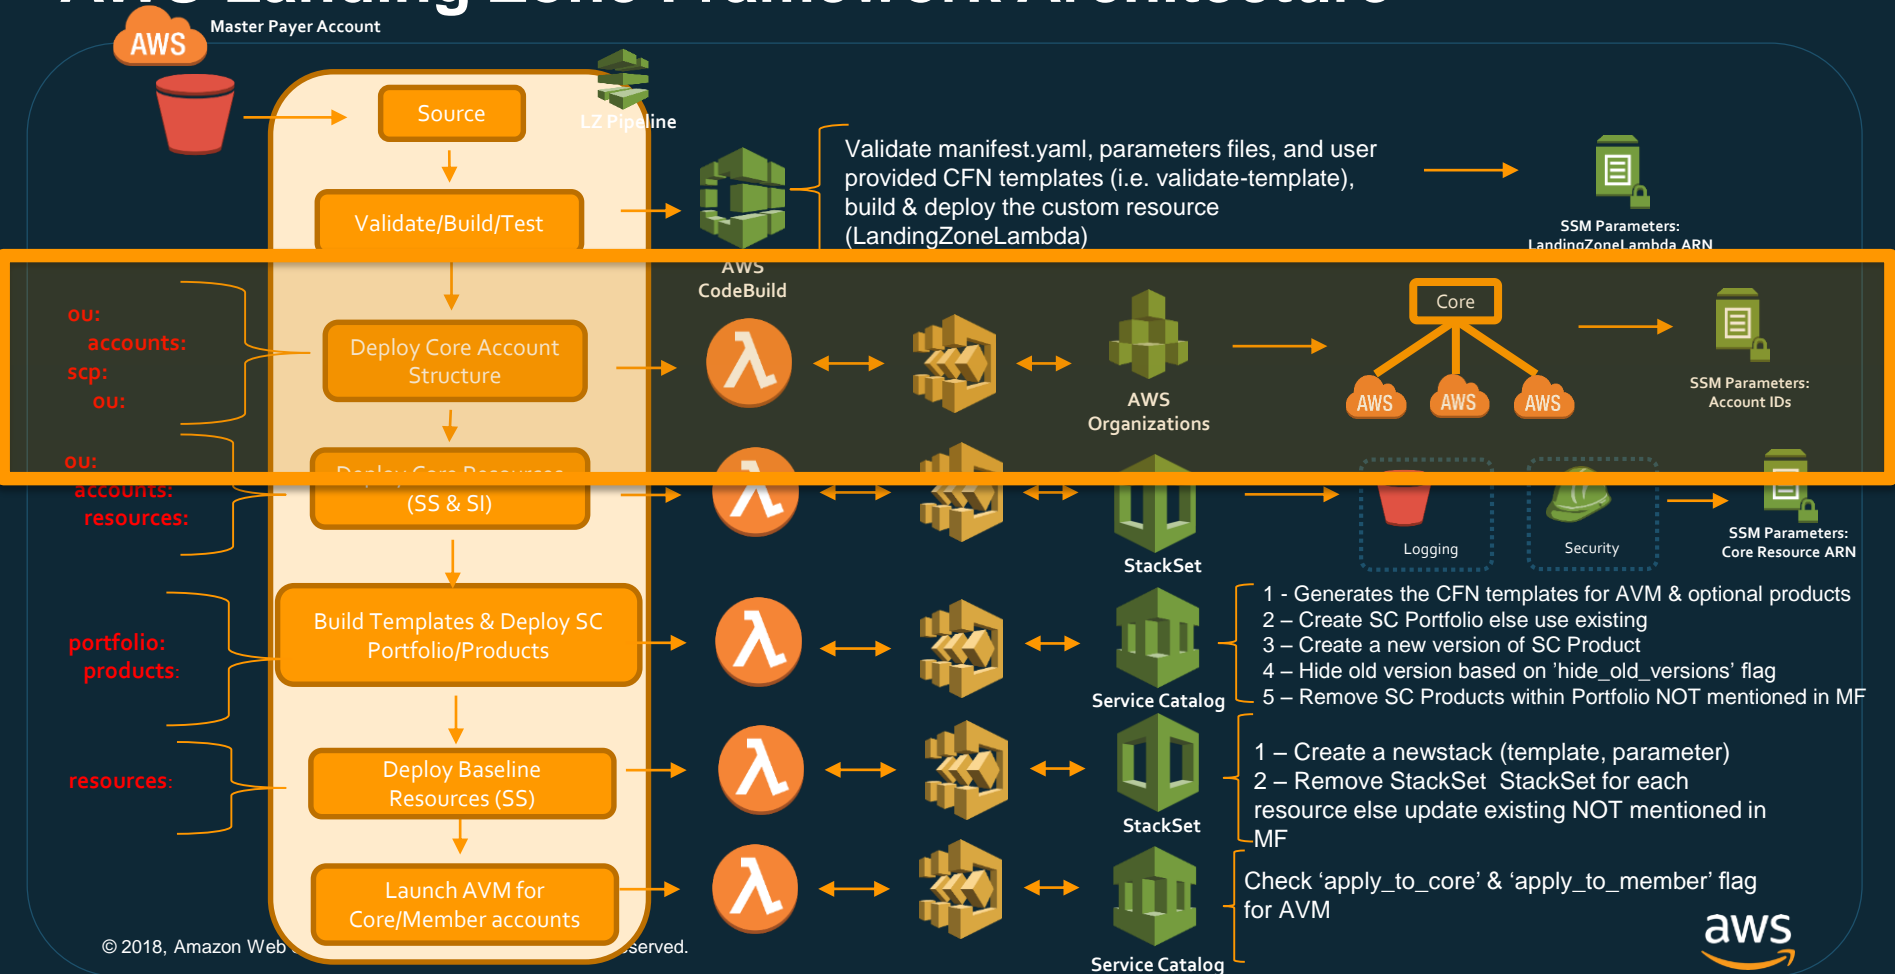 AWS Landing Zone Framework Architecture
AWS
Master Payer Account
LZ Pipeline
Source
Validate/Build/Test
AWS
CodeBuild
Validate manifest.yaml, parameters files, and user
provided CFN templates (i.e. validate-template),
build & deploy the custom resource
(LandingZoneLambda)
SSM Parameters:
LandingZoneLambda ARN
ou:
accounts:
scp:
ou:
Deploy Core Account
Structure
AWS
Organizations
Core
AWS
AWS
AWS
SSM Parameters:
Account IDs
ou:
accounts:
resources:
Deploy Core Resources
(SS & SI)
StackSet
Logging
Security
SSM Parameters:
Core Resource ARN
portfolio:
products:
Build Templates & Deploy SC
Portfolio/Products
Service Catalog
1 - Generates the CFN templates for AVM & optional products
2 – Create SC Portfolio else use existing
3 – Create a new version of SC Product
4 – Hide old version based on 'hide_old_versions' flag
5 – Remove SC Products within Portfolio NOT mentioned in MF
resources:
Deploy Baseline
Resources (SS)
StackSet
1 – Create a newstack (template, parameter)
2 – Remove StackSet  StackSet for each
resource else update existing NOT mentioned in
MF
Launch AVM for
Core/Member accounts
Service Catalog
Check ‘apply_to_core’ & ‘apply_to_member’ flag
for AVM
© 2018, Amazon Web served.
aws